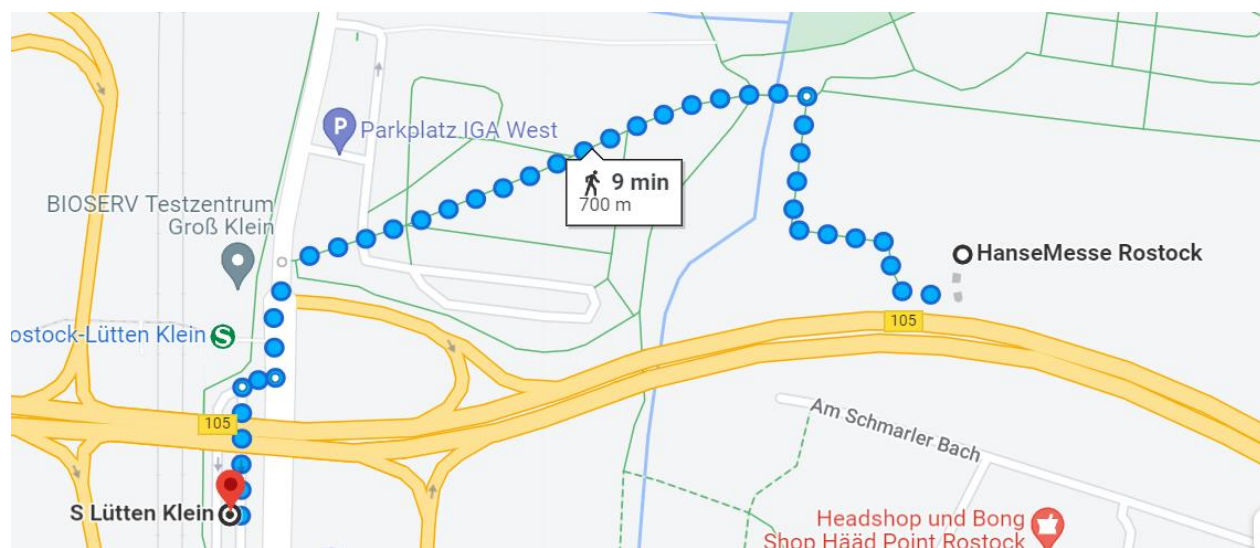 P Parkplatz IGA West
9 min
700 m
BIOSERV Testzentrum
Groß Klein
HanseMesse Rostock
105
ostock-Lütten Klein S
105
Am Schmarler Bach
S Lütten Klein
Headshop und Bong
Shop Hääd Point Rostock